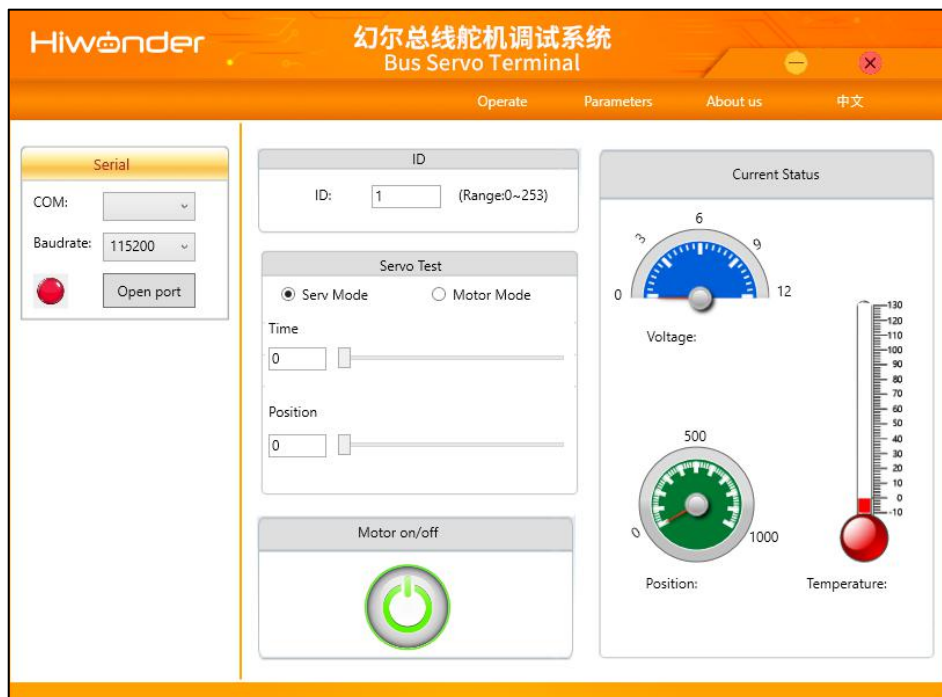 Hiwonder
幻尔总线舵机调试系统
Bus Servo Terminal
Operate Parameters About us 中文
Serial
COM:
Baudrate: 115200
Open port
ID
ID: 1 (Range:0~253)
Servo Test
Serv Mode Motor Mode
Time
0
Position
0
Motor on/off
Current Status
0 3 6 9 12
Voltage:
0 500 1000
Position:
130
120
110
100
90
80
70
60
50
40
30
20
10
0
-10
Temperature: